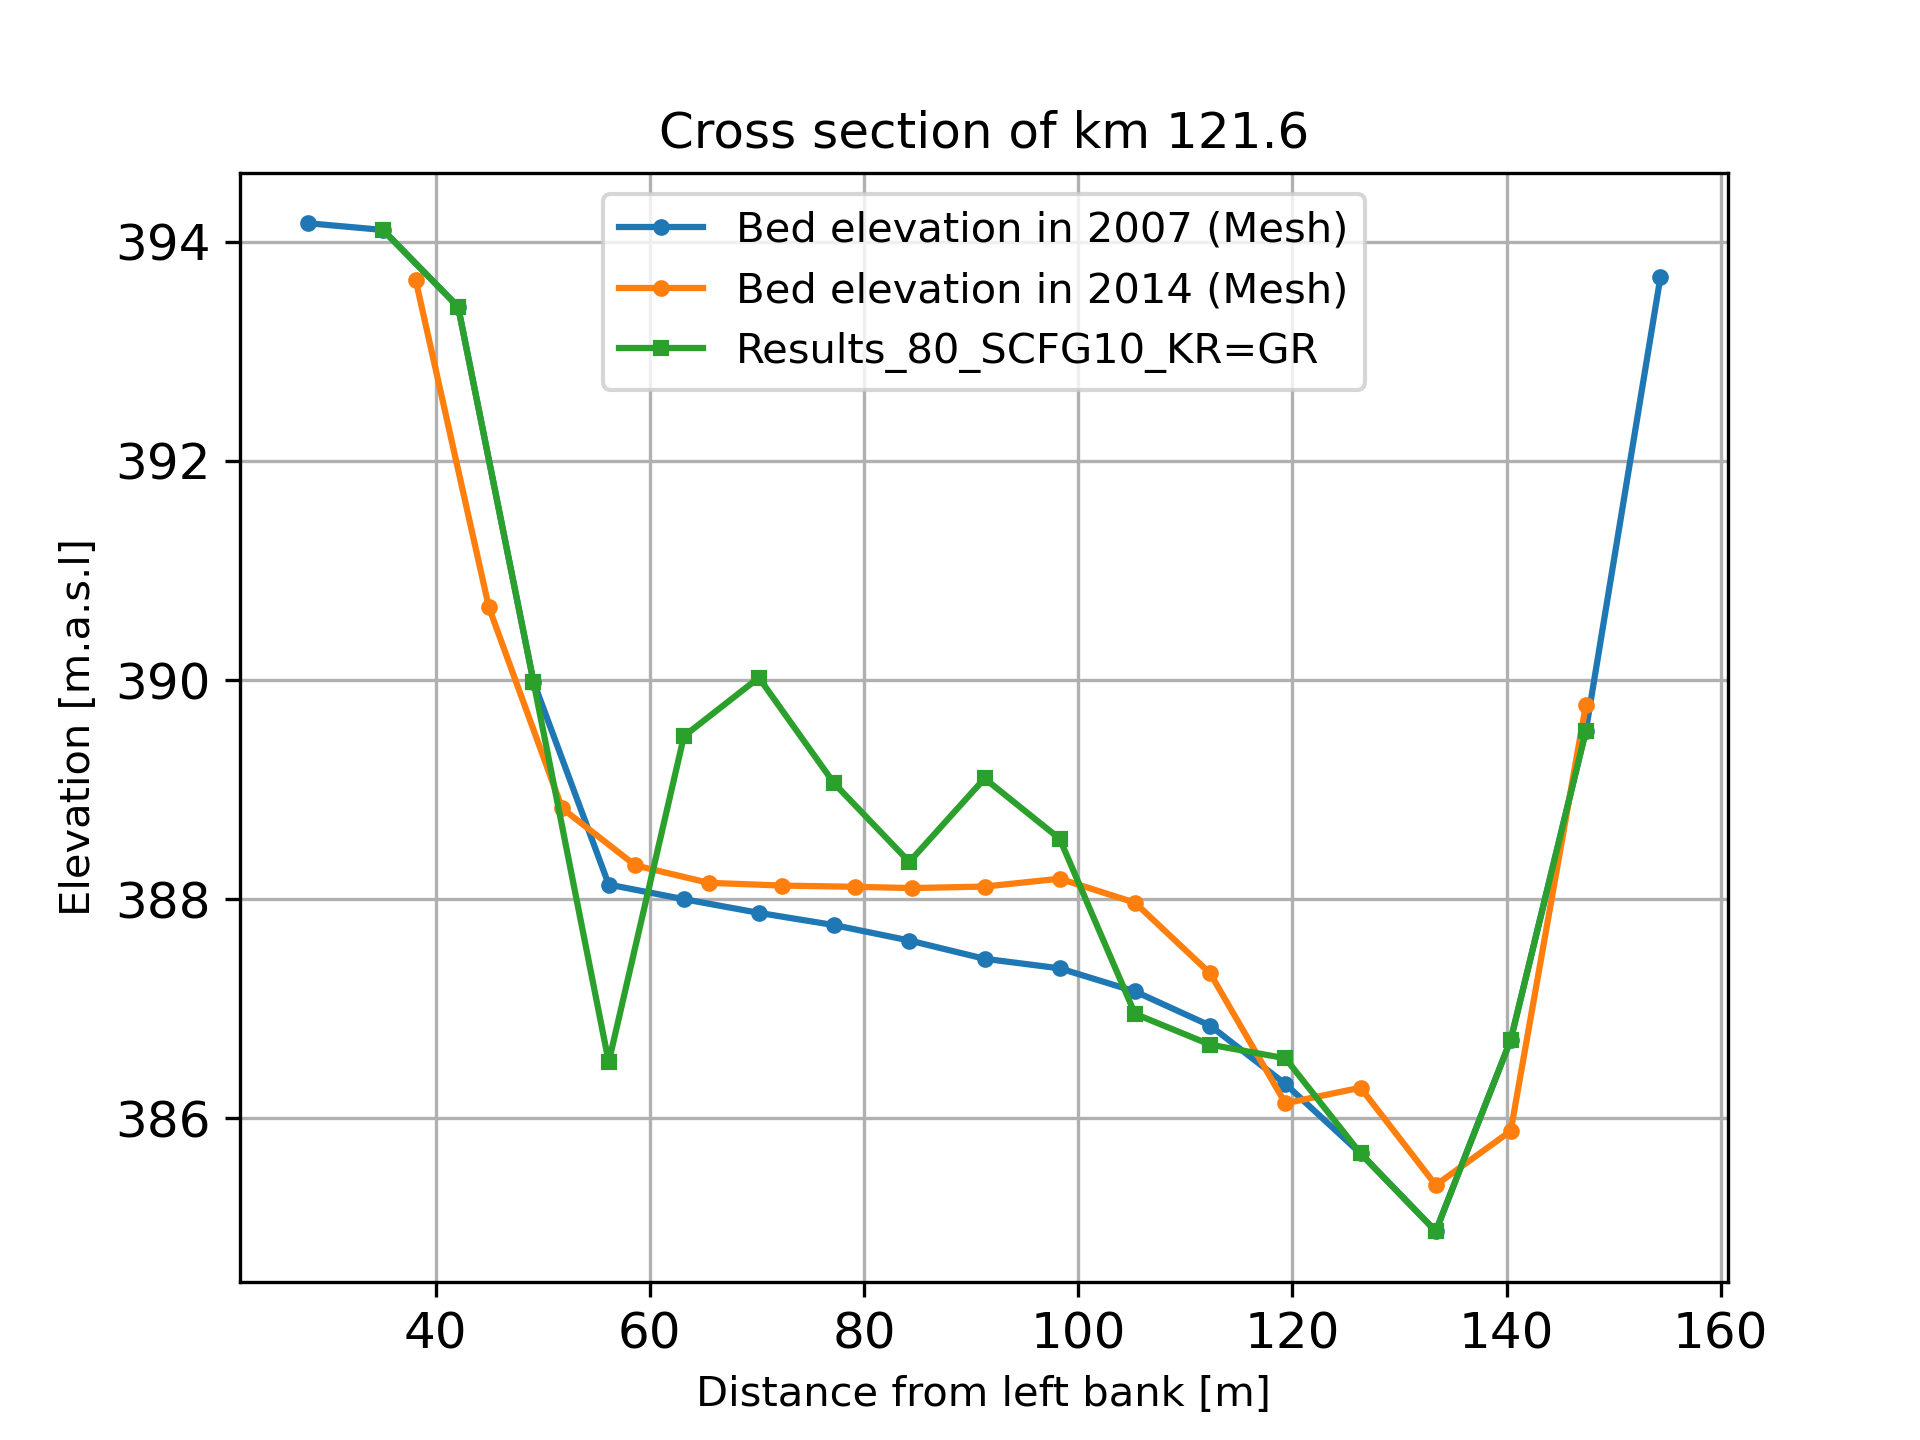 Cross section of km 121.6
Bed elevation in 2007 (Mesh)
Bed elevation in 2014 (Mesh)
Results_80_SCFG10_KR=GR
394
392
390
388
386
Elevation [m.a.s.l]
40 60 80 100 120 140 160
Distance from left bank [m]